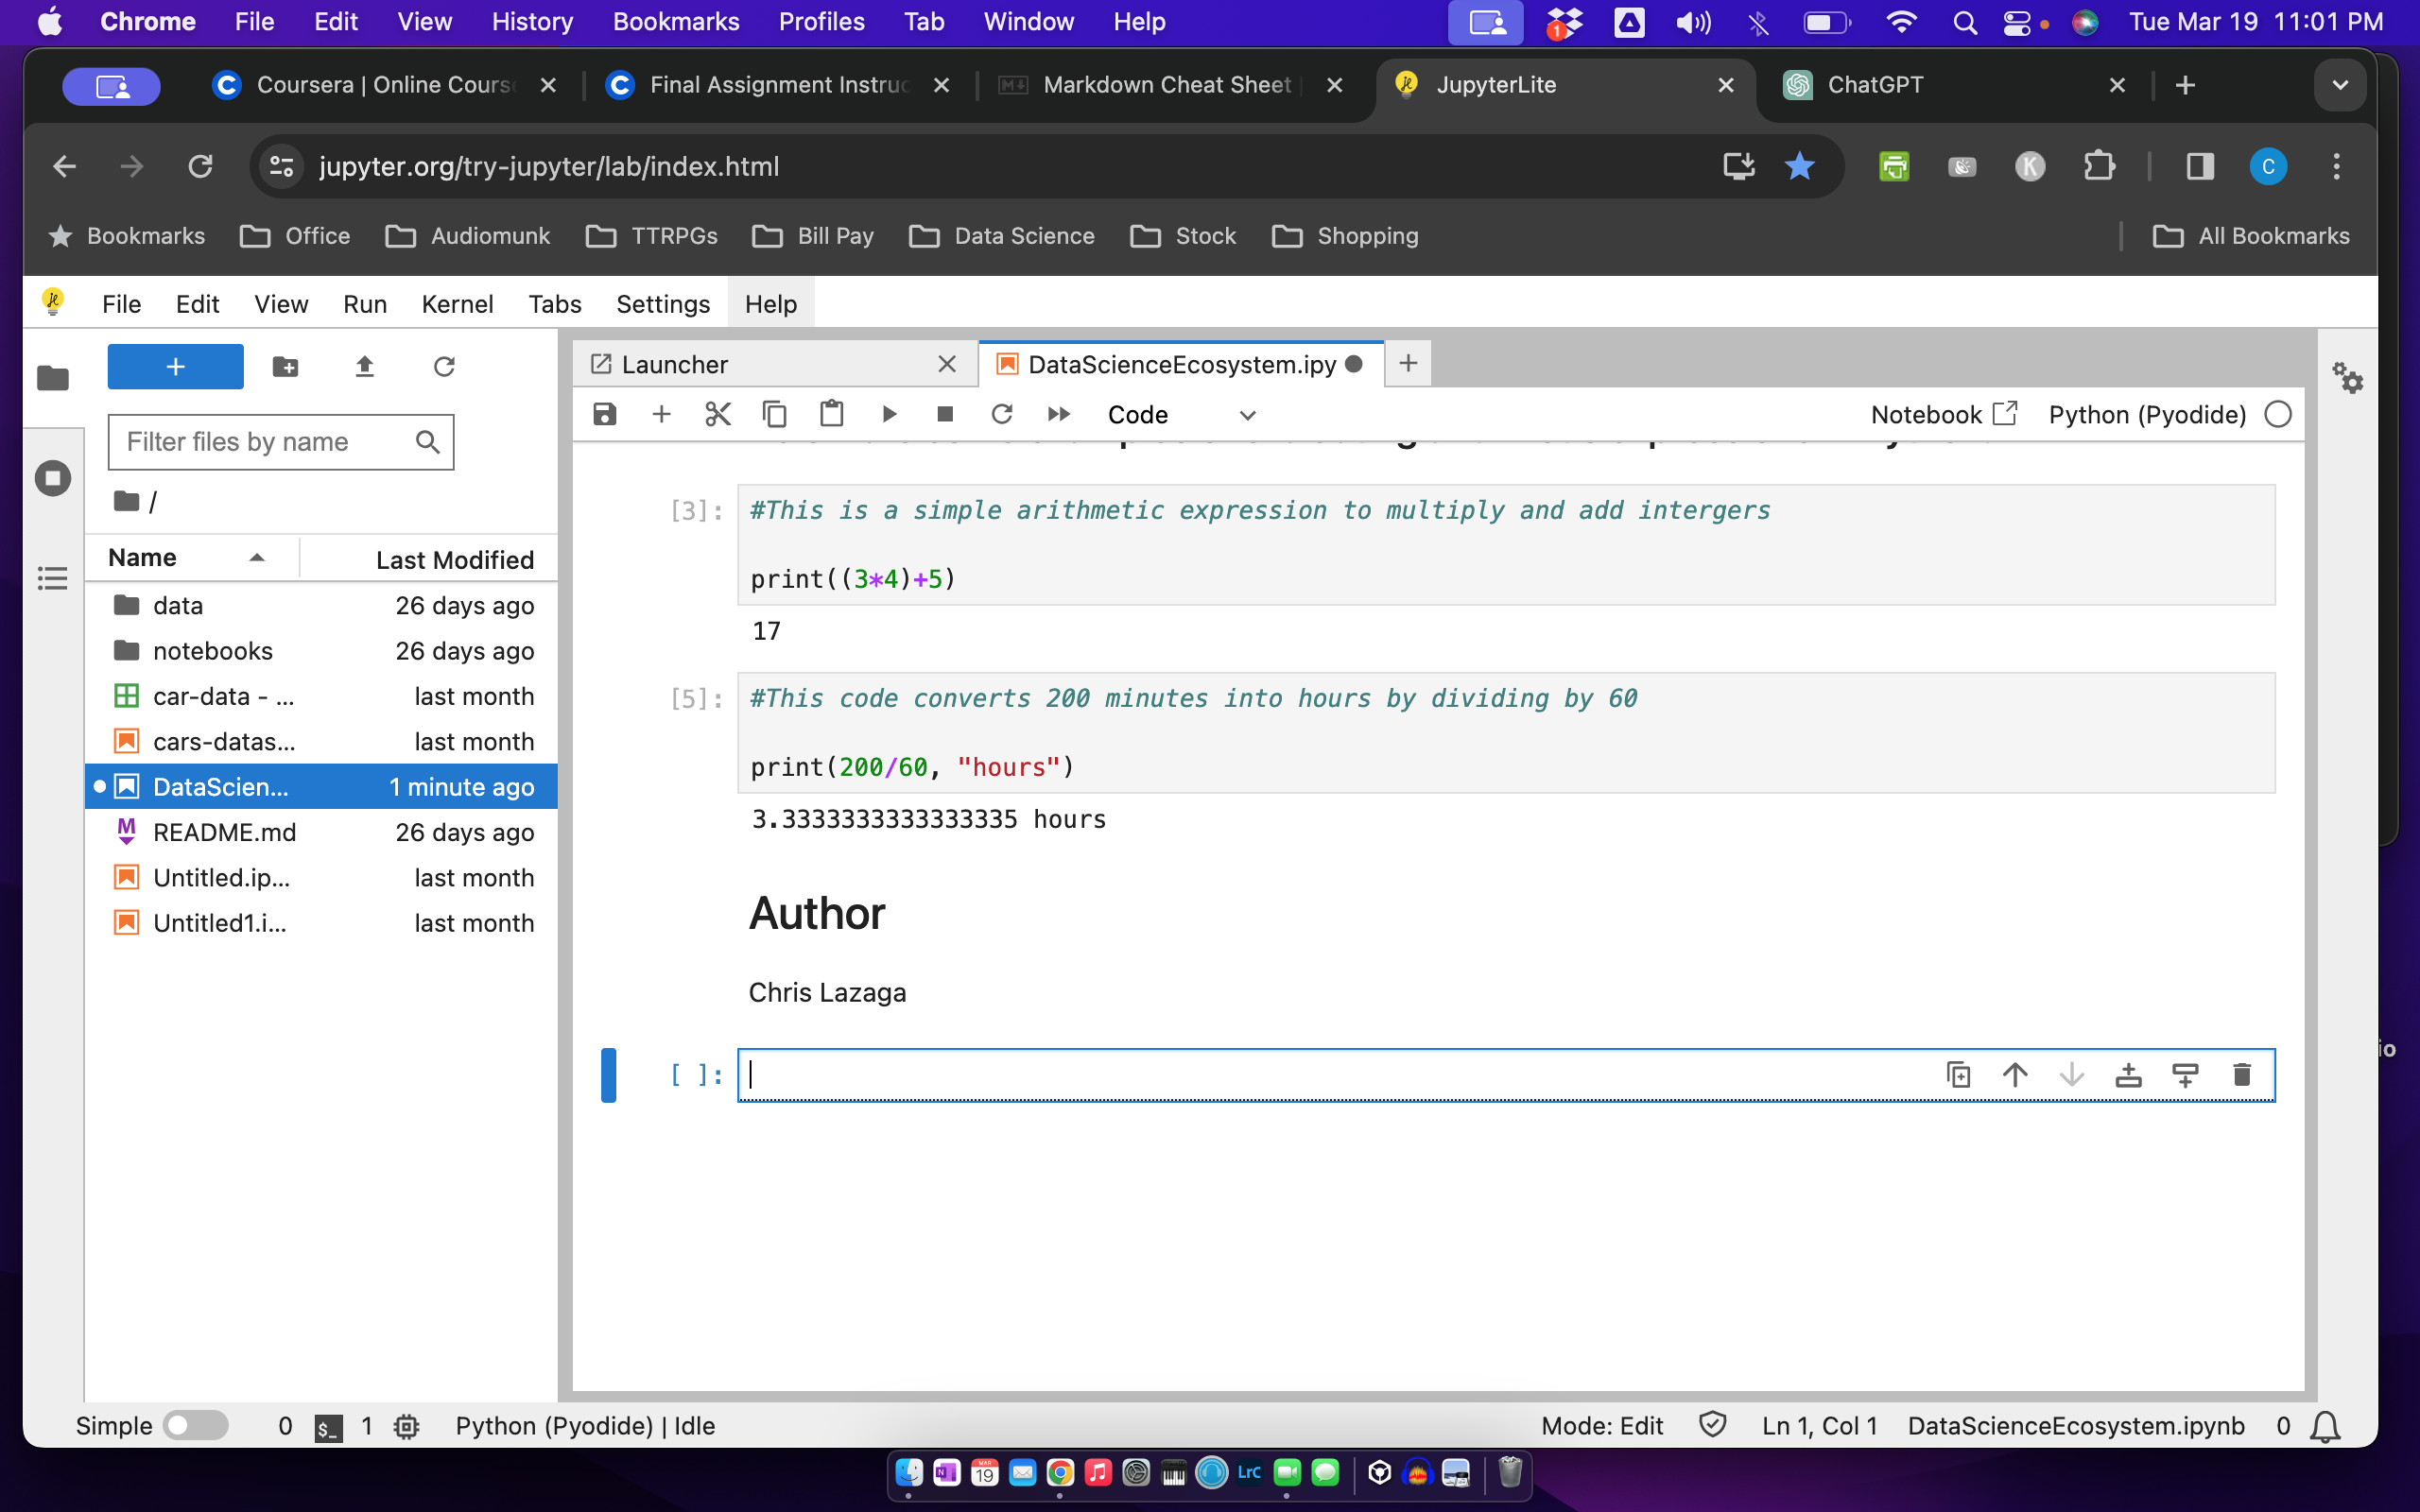 Chrome File Edit View History Bookmarks Profiles Tab Window Help 1 Tue Mar 19 11:01 PM
Coursera | Online Cours Final Assignment Instruc Markdown Cheat Sheet JupyterLite ChatGPT
jupyter.org/try-jupyter/lab/index.html K C
Bookmarks Office Audiomunk TTRPGs Bill Pay Data Science Stock Shopping All Bookmarks
File Edit View Run Kernel Tabs Settings Help
Launcher DataScienceEcosystem.ipy
Code Notebook Python (Pyodide)
Filter files by name
/
Name Last Modified
data 26 days ago
notebooks 26 days ago
car-data - ... last month
cars-datas... last month
DataScien... 1 minute ago
README.md 26 days ago
Untitled.ip... last month
Untitled1.i... last month
[3]: #This is a simple arithmetic expression to multiply and add intergers
print((3*4)+5)
17
[5]: #This code converts 200 minutes into hours by dividing by 60
print(200/60, "hours")
3.3333333333333335 hours
Author
Chris Lazaga
[ ]:
io
Simple 0 $_ 1 Python (Pyodide) | Idle Mode: Edit Ln 1, Col 1 DataScienceEcosystem.ipynb 0
MAR 19 LrC